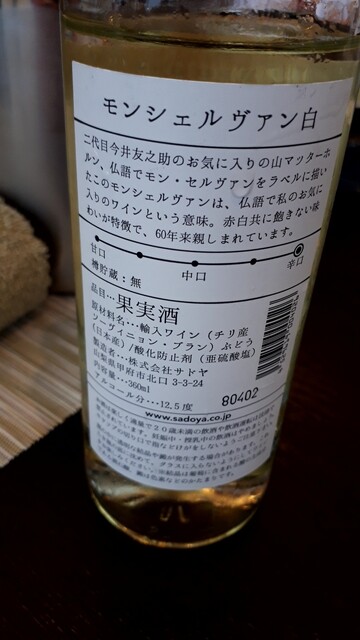 モンシェルヴァン白
二代目今井友之助のお気に入りの山マッターホ
ルン、仏語でモン・セルヴァンをラベルに描い
たこのモンシェルヴァンは、仏語で私のお気に
入りのワインという意味。赤白共に飽きない味
わいが特徴で、60年来親しまれています。
甘口 中口 辛口
樽貯蔵：無
品目…果実酒
原材料名…輸入ワイン（チリ産
ソーヴィニョン・ブラン）ぶどう
(日本産)/酸化防止剤（亜硫酸塩）
製造者…株式会社サドヤ
山梨県甲府市北口 3-3-24
内容量…360ml
アルコール分…12.5 度
80402
www.sadoya.co.jp